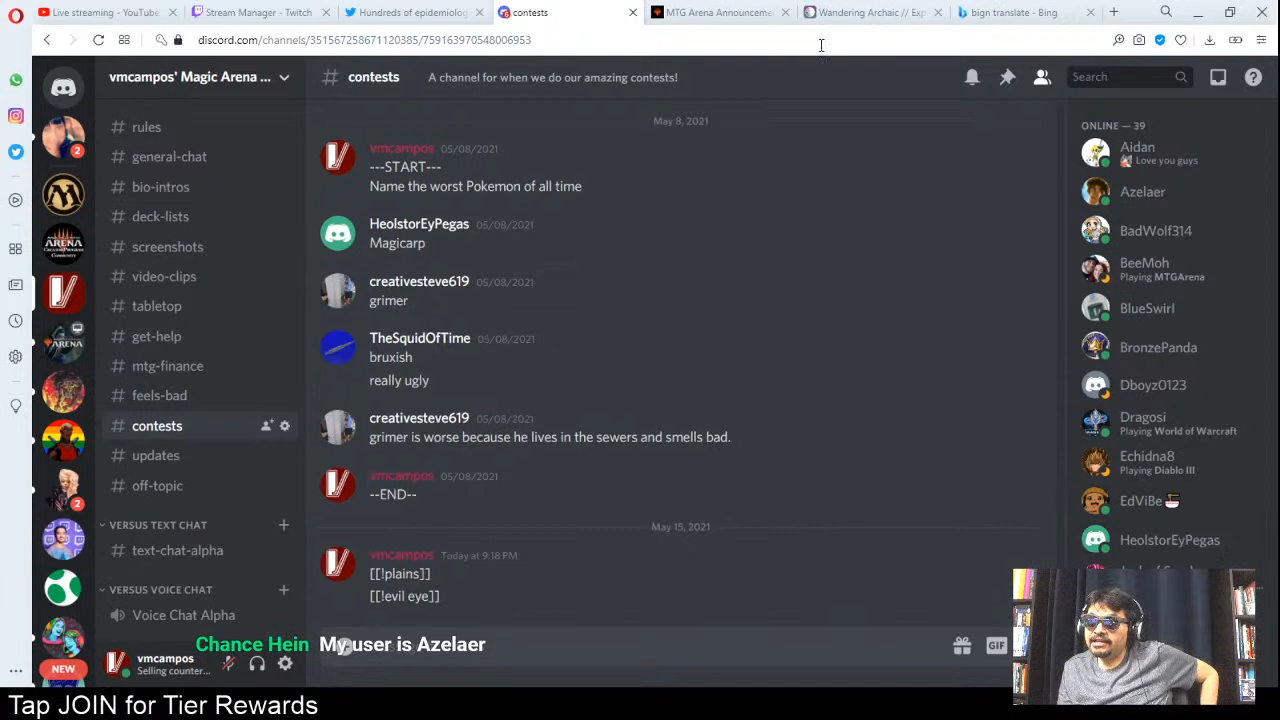 Live streaming - YouTube
Stream Manager - Twitch
Hundreds of epidemiolog
contests
MTG Arena Announceme
Wandering Archaic // Exp
bign translate - Bing
discord.com/channels/351567258671120385/759163970548006953
vmcampos' Magic Arena ...
# contests
A channel for when we do our amazing contests!
Search
# rules
# general-chat
# bio-intros
# deck-lists
# screenshots
# video-clips
# tabletop
# get-help
# mtg-finance
# feels-bad
# contests
# updates
# off-topic
VERSUS TEXT CHAT
# text-chat-alpha
VERSUS VOICE CHAT
Voice Chat Alpha
vmcampos
Selling counter...
2
ARENA
ARENA
2
NEW
May 8, 2021
vmcampos 05/08/2021
---START---
Name the worst Pokemon of all time
HeolstorEyPegas 05/08/2021
Magicarp
creativesteve619 05/08/2021
grimer
TheSquidOfTime 05/08/2021
bruxish
really ugly
creativesteve619 05/08/2021
grimer is worse because he lives in the sewers and smells bad.
vmcampos 05/08/2021
--END--
May 15, 2021
vmcampos Today at 9:18 PM
[[!plains]]
[[!evil eye]]
GIF
Chance Hein My user is Azelaer
ONLINE — 39
Aidan
Love you guys
Azelaer
BadWolf314
BeeMoh
Playing MTGArena
BlueSwirl
BronzePanda
Dboyz0123
Dragosi
Playing World of Warcraft
Echidna8
Playing Diablo III
EdViBe
HeolstorEyPegas
Tap JOIN for Tier Rewards